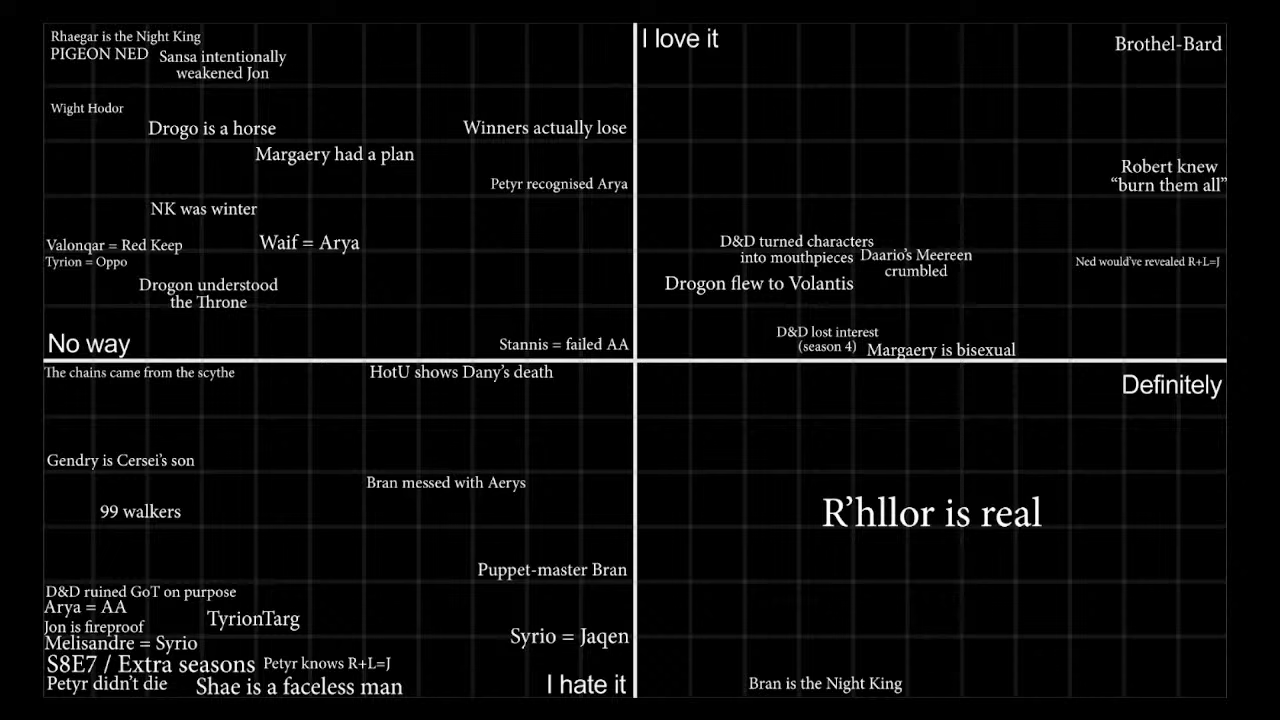 Rhaegar is the Night King
PIGEON NED
Sansa intentionally
weakened Jon
Wight Hodor
Drogo is a horse
Winners actually lose
Margaery had a plan
Petyr recognised Arya
NK was winter
Valonqar = Red Keep
Waif = Arya
Tyrion = Oppo
Drogon understood
the Throne
No way
Stannis = failed AA
I love it
Brothel-Bard
Robert knew
“burn them all”
D&D turned characters
into mouthpieces
Daario’s Meereen
crumbled
Ned would’ve revealed R+L=J
Drogon flew to Volantis
D&D lost interest
(season 4)
Margaery is bisexual
The chains came from the scythe
HotU shows Dany’s death
Gendry is Cersei’s son
Bran messed with Aerys
99 walkers
Puppet-master Bran
D&D ruined GoT on purpose
Arya = AA
TyrionTarg
Jon is fireproof
Syrio = Jaqen
Melisandre = Syrio
S8E7 / Extra seasons
Petyr knows R+L=J
Petyr didn’t die
Shae is a faceless man
I hate it
Definitely
R’hllor is real
Bran is the Night King